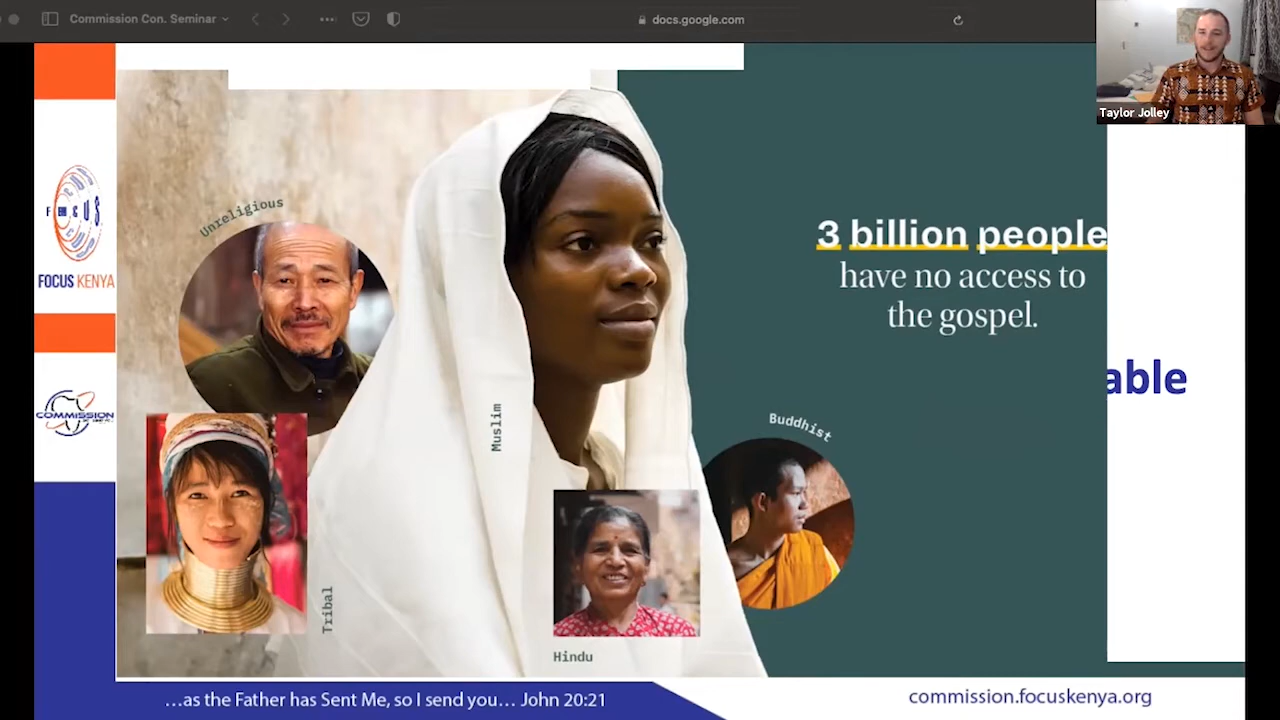 Commission Con. Seminar
docs.google.com
Taylor Jolley
FOCUS
FOCUS KENYA
COMMISSION
Unreligious
3 billion people
have no access to
the gospel.
able
Muslim
Buddhist
Tribal
Hindu
…as the Father has Sent Me, so I send you… John 20:21
commission.focuskenya.org